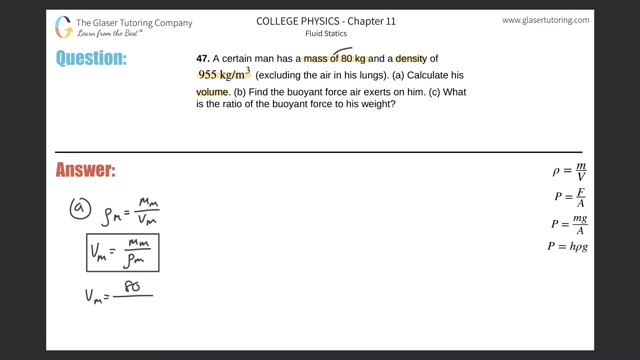 The Glaser Tutoring Company
Learn from the Best™
COLLEGE PHYSICS - Chapter 11
Fluid Statics
www.glasertutoring.com
Question:
47. A certain man has a mass of 80 kg and a density of
955 kg/m³ (excluding the air in his lungs). (a) Calculate his
volume. (b) Find the buoyant force air exerts on him. (c) What
is the ratio of the buoyant force to his weight?
Answer:
ρ = m/V
P = F/A
P = mg/A
P = hρg
(a) ρm = Mm/Vm
Vm = Mm/ρm
Vm = 80